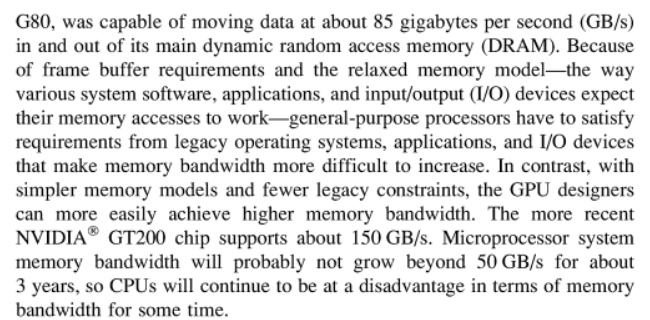 G80, was capable of moving data at about 85 gigabytes per second (GB/s)
in and out of its main dynamic random access memory (DRAM). Because
of frame buffer requirements and the relaxed memory model—the way
various system software, applications, and input/output (I/O) devices expect
their memory accesses to work—general-purpose processors have to satisfy
requirements from legacy operating systems, applications, and I/O devices
that make memory bandwidth more difficult to increase. In contrast, with
simpler memory models and fewer legacy constraints, the GPU designers
can more easily achieve higher memory bandwidth. The more recent
NVIDIA® GT200 chip supports about 150 GB/s. Microprocessor system
memory bandwidth will probably not grow beyond 50 GB/s for about
3 years, so CPUs will continue to be at a disadvantage in terms of memory
bandwidth for some time.